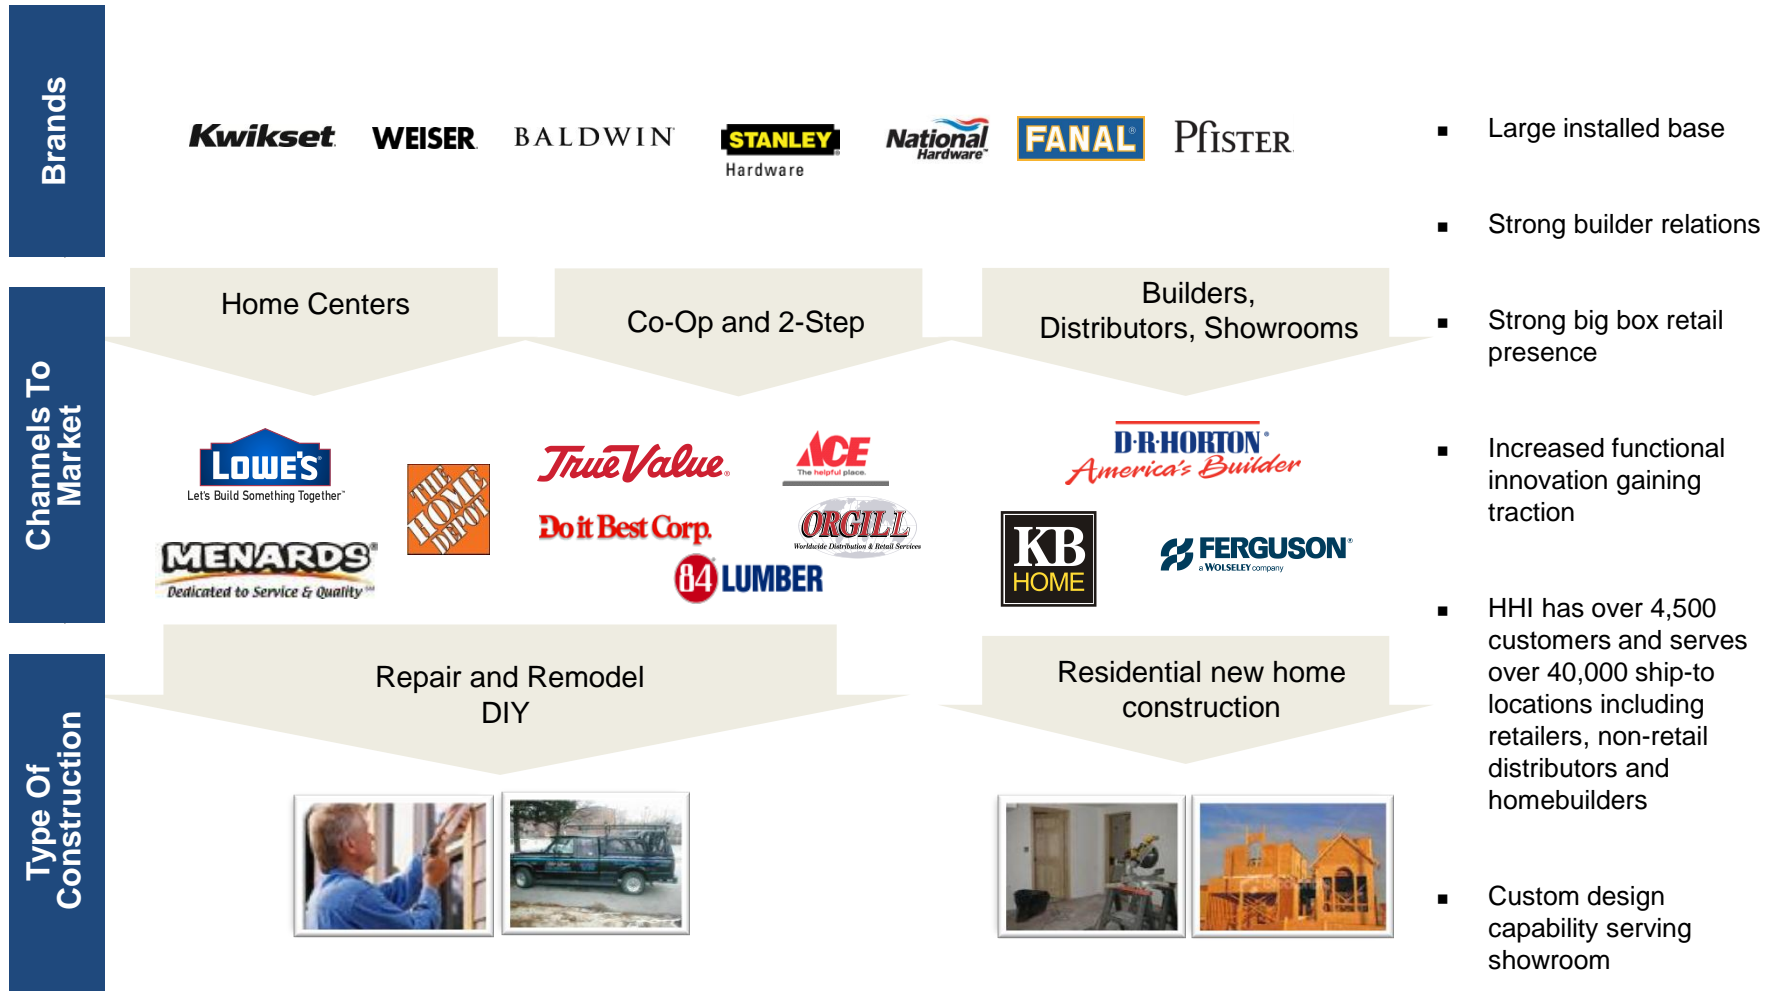 Brands
Kwikset
WEISER
BALDWIN
STANLEY
Hardware
National
Hardware™
FANAL®
Pfister
Home Centers
Co-Op and 2-Step
Builders,
Distributors, Showrooms
Channels To
Market
LOWE'S
Let's Build Something Together™
THE
HOME
DEPOT
MENARDS®
Dedicated to Service & Quality℠
True Value®
ACE
The helpful place.
Do it Best Corp.
ORGILL
Worldwide Distribution & Retail Services
84 LUMBER
D·R·HORTON®
America's Builder
KB
HOME
FERGUSON®
a WOLSELEY company
Repair and Remodel
DIY
Residential new home
construction
Type Of
Construction
▪ Large installed base
▪ Strong builder relations
▪ Strong big box retail
presence
▪ Increased functional
innovation gaining
traction
▪ HHI has over 4,500
customers and serves
over 40,000 ship-to
locations including
retailers, non-retail
distributors and
homebuilders
▪ Custom design
capability serving
showroom